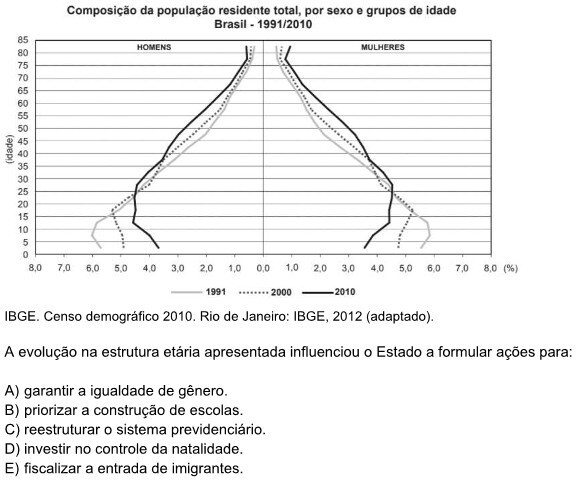 Composição da população residente total, por sexo e grupos de idade
Brasil - 1991/2010
HOMENS
MULHERES
(idade)
85
80
75
70
65
60
55
50
45
40
35
30
25
20
15
10
5
0
8,0 7,0 6,0 5,0 4,0 3,0 2,0 1,0 0,0 1,0 2,0 3,0 4,0 5,0 6,0 7,0 8,0 (%)
1991 2000 2010
IBGE. Censo demográfico 2010. Rio de Janeiro: IBGE, 2012 (adaptado).
A evolução na estrutura etária apresentada influenciou o Estado a formular ações para:
A) garantir a igualdade de gênero.
B) priorizar a construção de escolas.
C) reestruturar o sistema previdenciário.
D) investir no controle da natalidade.
E) fiscalizar a entrada de imigrantes.